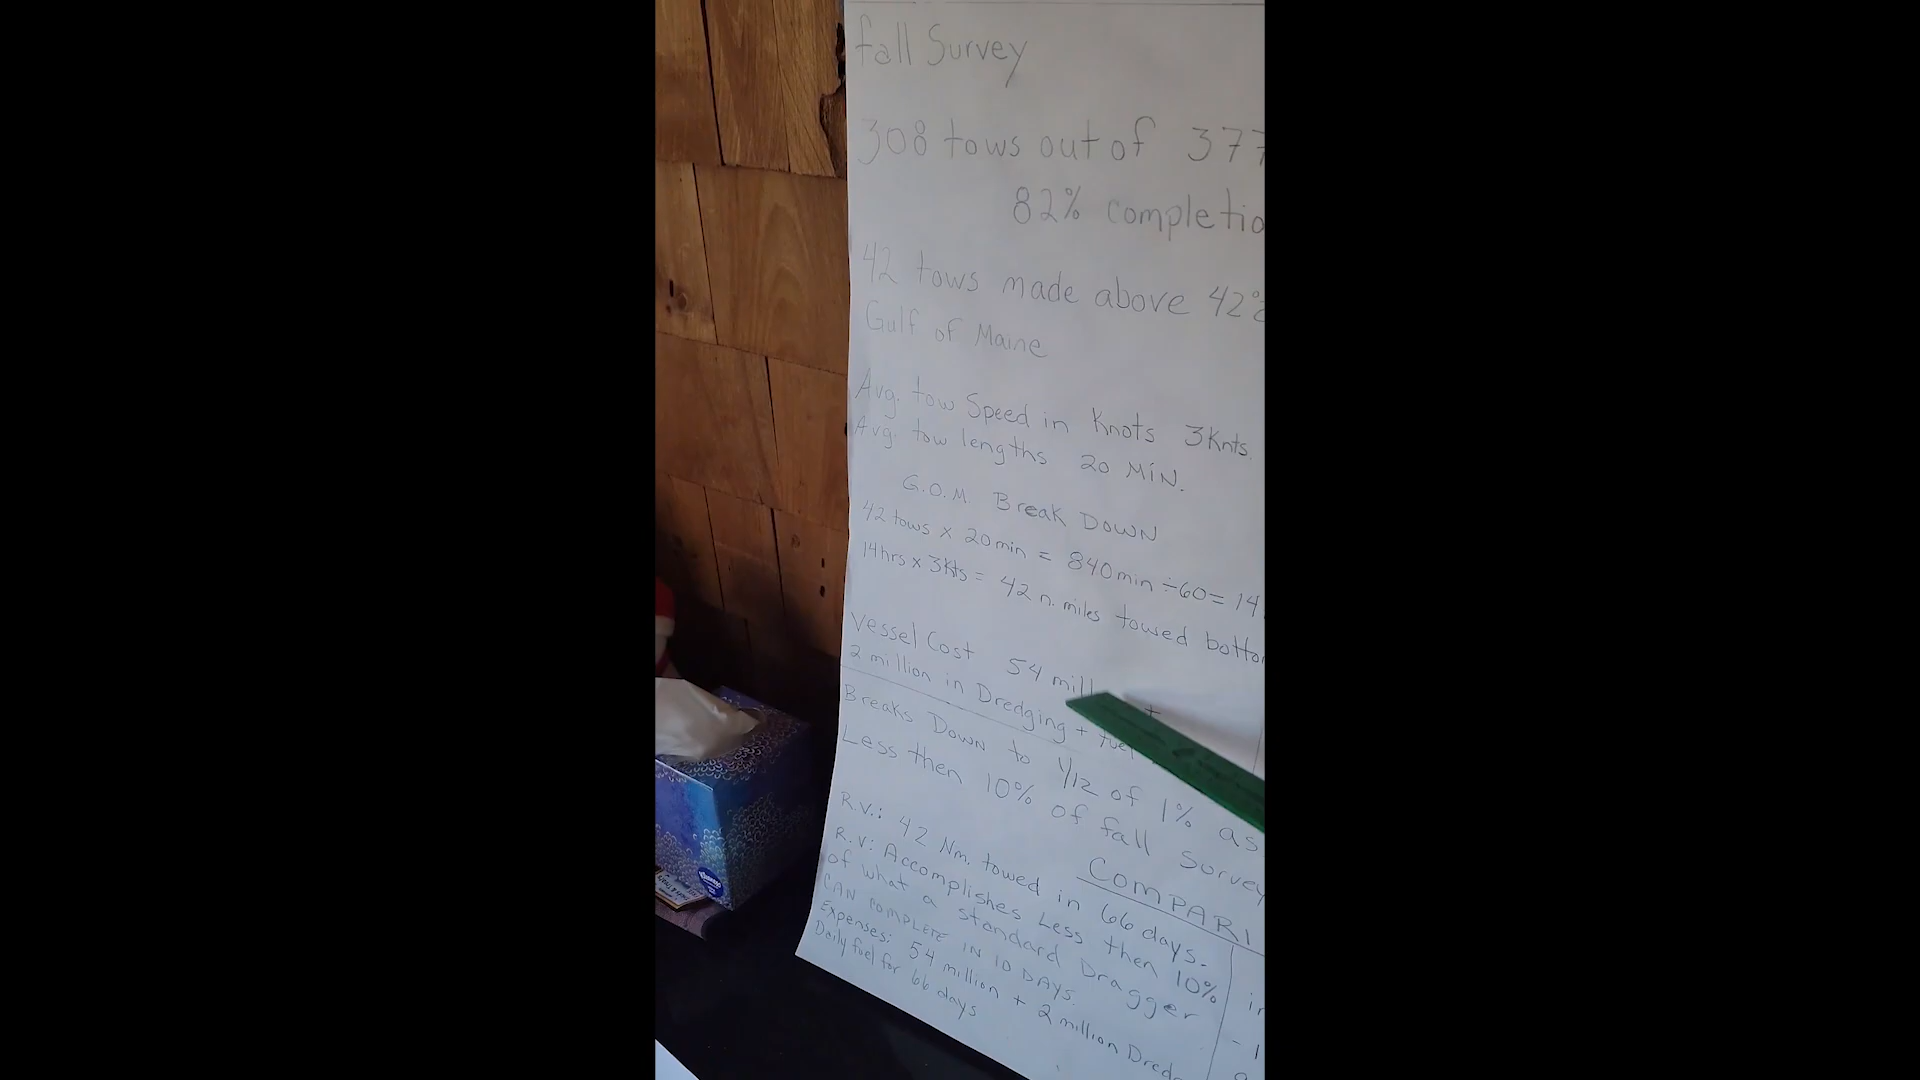 fall Survey
308 tows out of 377
82% completio
42 tows made above 42°
Gulf of Maine
Avg. tow Speed in Knots 3Knts.
Avg. tow lengths 20 MIN.
G.O.M. Break Down
42 tows x 20min = 840min ÷60= 14
14hrs x 3Kts = 42 n. miles towed botto
Vessel Cost 54 mill +
2 million in Dredging + fuel
Breaks Down to 1/12 of 1% as
Less then 10% of fall Survey
COMPARI
R.V.: 42 Nm. towed in 66 days.
R.V: Accomplishes Less then 10%
of what a standard Dragger
CAN COMPLETE IN 10 DAYS.
Expenses: 54 million + 2 million Dred
Daily fuel for 66 days
Kleenex